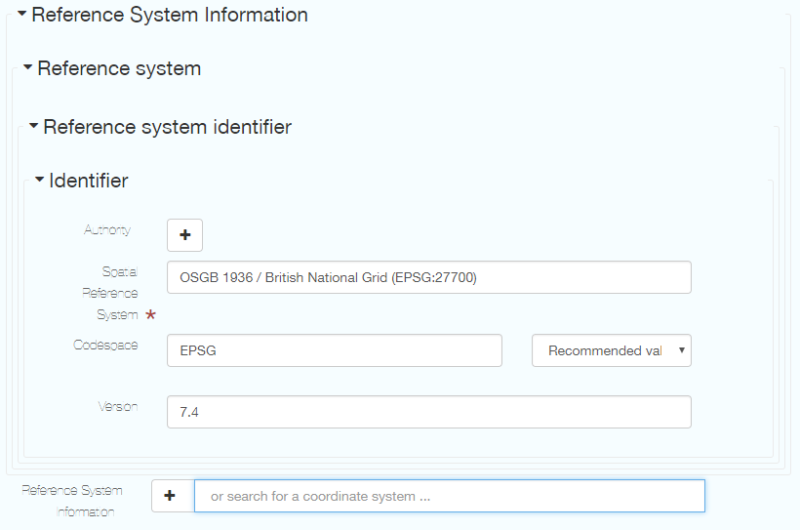 Reference System Information
Reference system
Reference system identifier
Identifier
Authority
Spatial
Reference
System *
OSGB 1936 / British National Grid (EPSG:27700)
Codespace
EPSG
Recommended val
Version
7.4
Reference System
Information
or search for a coordinate system ...